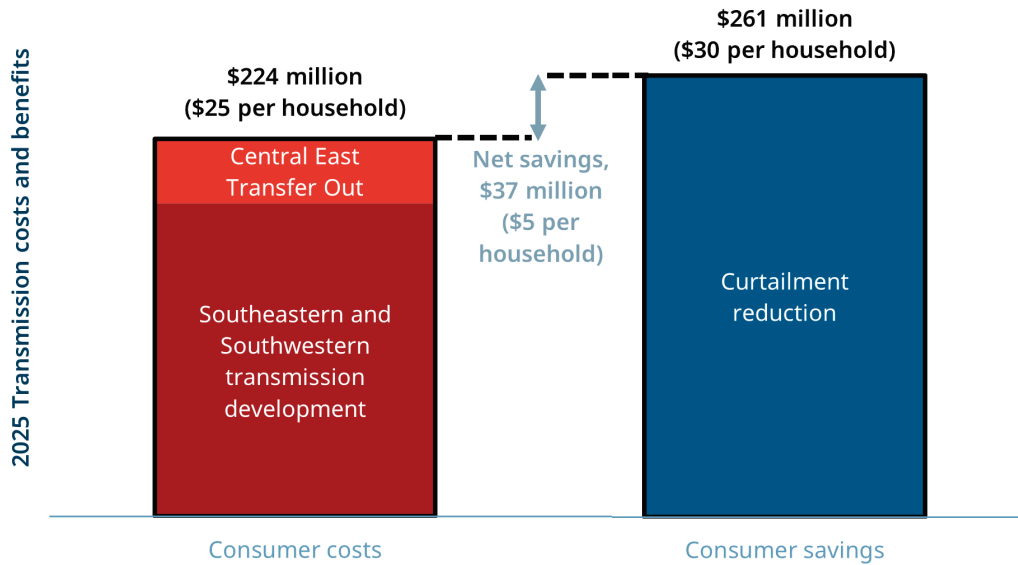 2025 Transmission costs and benefits
$224 million
($25 per household)
Central East
Transfer Out
Southeastern and
Southwestern
transmission
development
Net savings,
$37 million
($5 per
household)
$261 million
($30 per household)
Curtailment
reduction
Consumer costs
Consumer savings